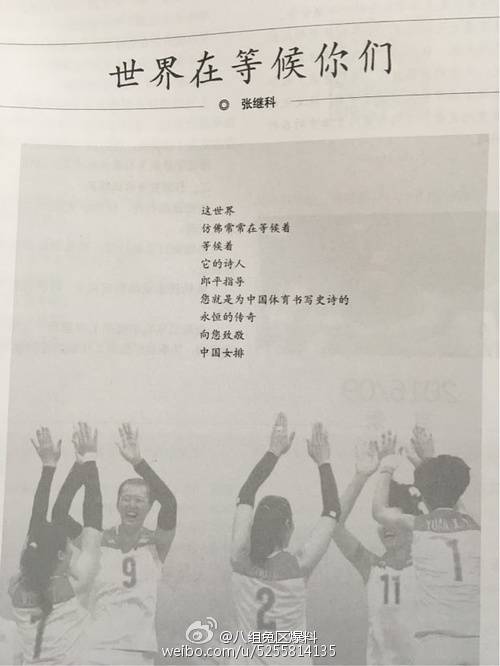 世界在等候你们
◎ 张继科
这世界
仿佛常常在等候着
等候着
它的诗人
郎平指导
您就是为中国体育书写史诗的
永恒的传奇
向您致敬
中国女排
9
2
11
1
7
YUAN
@八组兔区爆料
weibo.com/u/5255814135